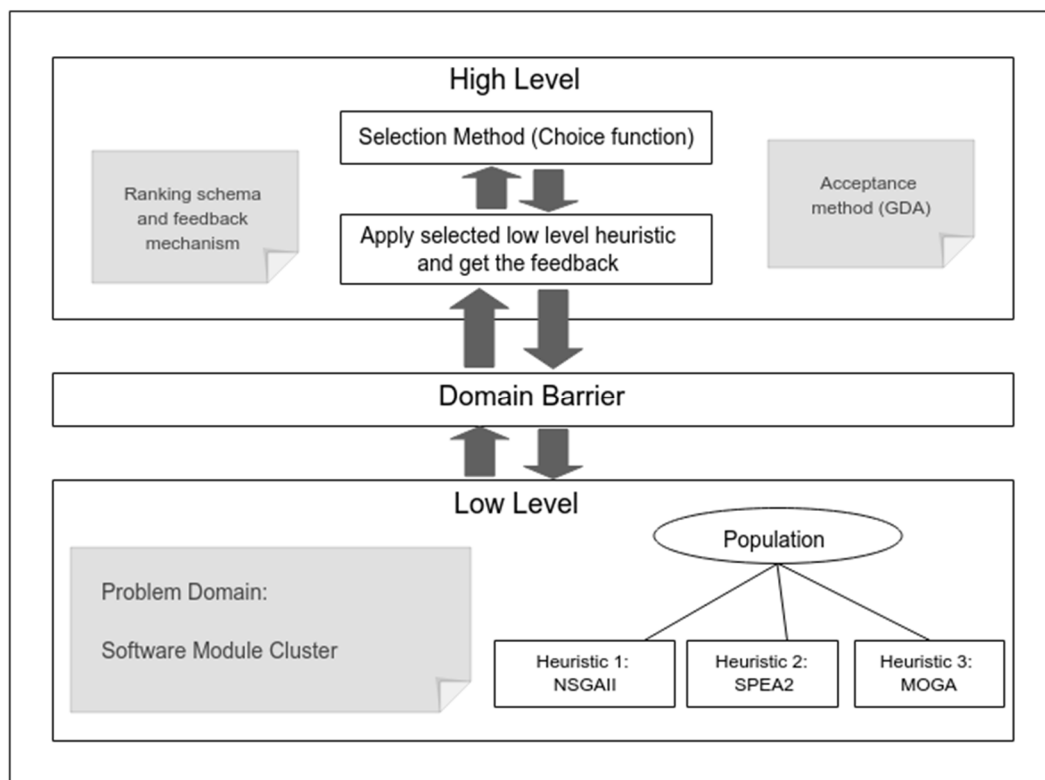 High Level
Selection Method (Choice function)
Ranking schema
and feedback
mechanism
Acceptance
method (GDA)
Apply selected low level heuristic
and get the feedback
Domain Barrier
Low Level
Population
Problem Domain:
Software Module Cluster
Heuristic 1:
NSGAII
Heuristic 2:
SPEA2
Heuristic 3:
MOGA